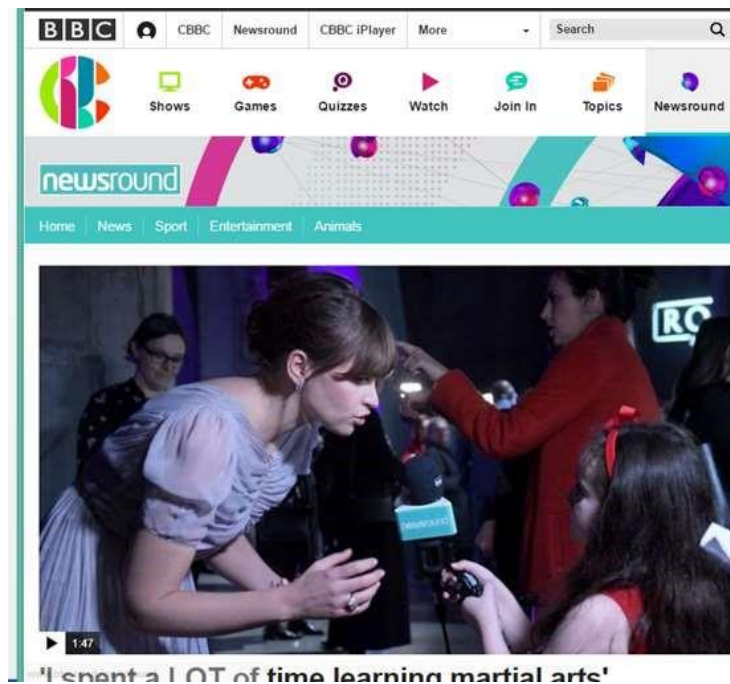 BBC CBBC Newsround CBBC iPlayer More Search
Shows Games Quizzes Watch Join In Topics Newsround
newsround
Home News Sport Entertainment Animals
RO
newsround
1:47
'I spent a LOT of time learning martial arts'